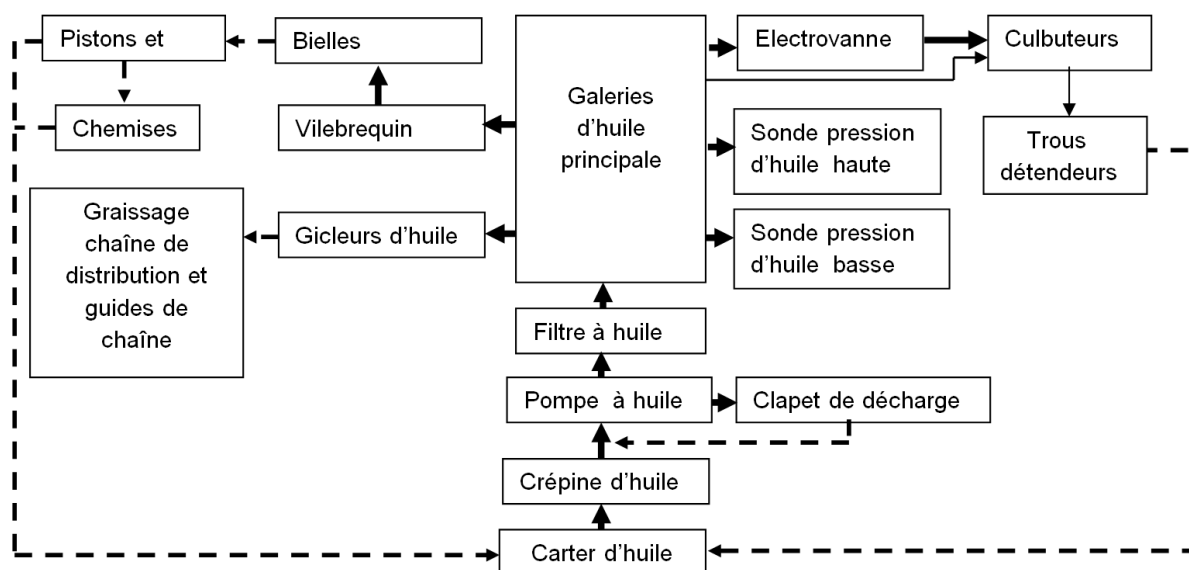 Pistons et
Bielles
Electrovanne
Culbuteurs
Galeries
d'huile
principale
Chemises
Vilebrequin
Sonde pression
d'huile haute
Trous
détendeurs
Graissage
chaîne de
distribution et
guides de
chaîne
Gicleurs d'huile
Sonde pression
d'huile basse
Filtre à huile
Pompe à huile
Clapet de décharge
Crépine d'huile
Carter d'huile